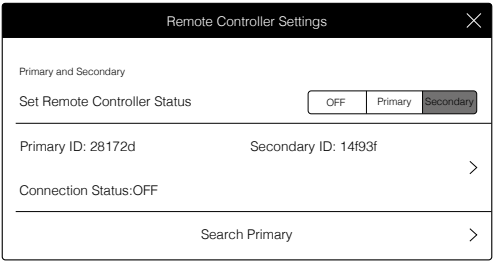 Remote Controller Settings
Primary and Secondary
Set Remote Controller Status OFF Primary Secondary
Primary ID: 28172d Secondary ID: 14f93f
Connection Status:OFF
Search Primary